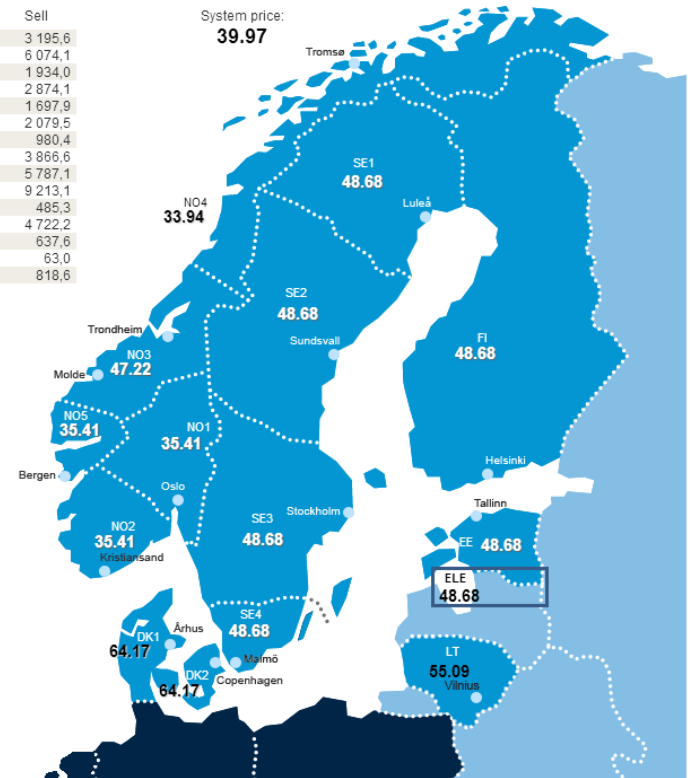 Sell
3 195,6
6 074,1
1 934,0
2 874,1
1 697,9
2 079,5
980,4
3 866,6
5 787,1
9 213,1
485,3
4 722,2
637,6
63,0
818,6
System price:
39.97
Tromsø
SE1
48.68
NO4
33.94
Luleå
SE2
48.68
Trondheim
Sundsvall
FI
48.68
NO3
47.22
Molde
NO5
35.41
NO1
35.41
Bergen
Helsinki
Oslo
Tallinn
Stockholm
SE3
48.68
NO2
35.41
Kristiansand
EE 48.68
ELE
48.68
SE4
48.68
Århus
DK1
64.17
Malmö
LT
55.09
Vilnius
DK2
64.17
Copenhagen